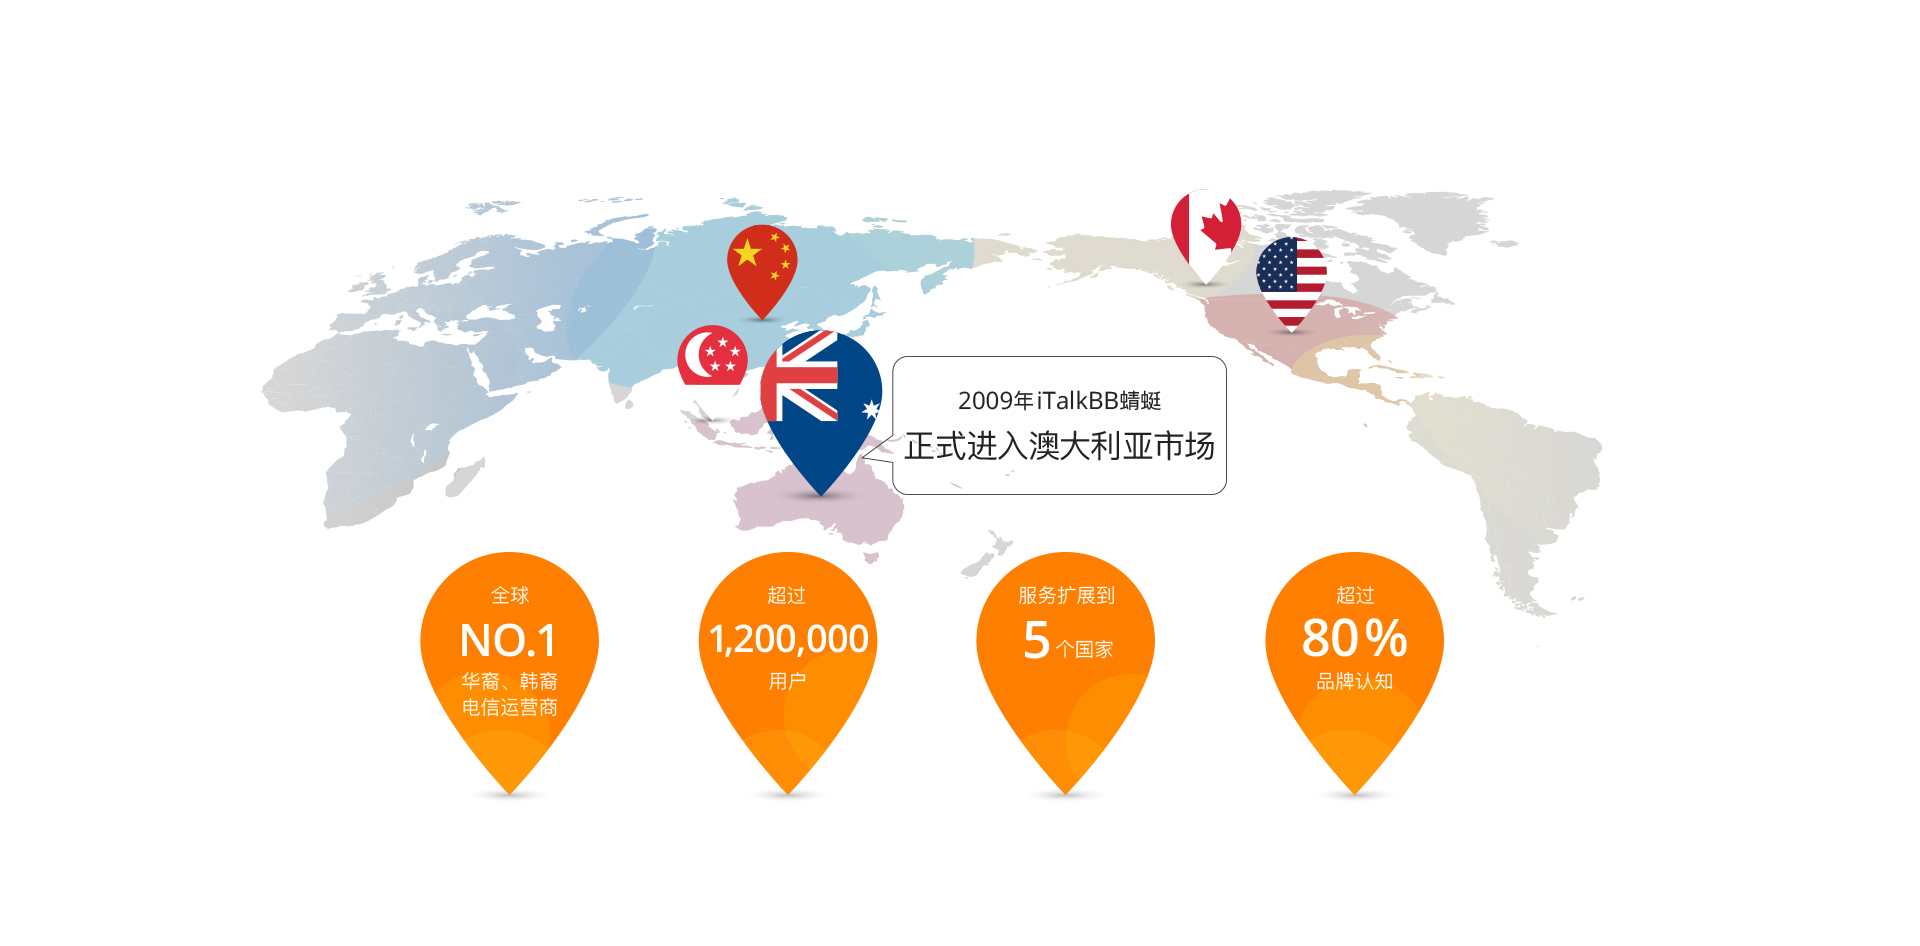 2009年iTalkBB蜻蜓
正式进入澳大利亚市场
全球
NO.1
华裔、韩裔
电信运营商
超过
1,200,000
用户
服务扩展到
5 个国家
超过
80%
品牌认知